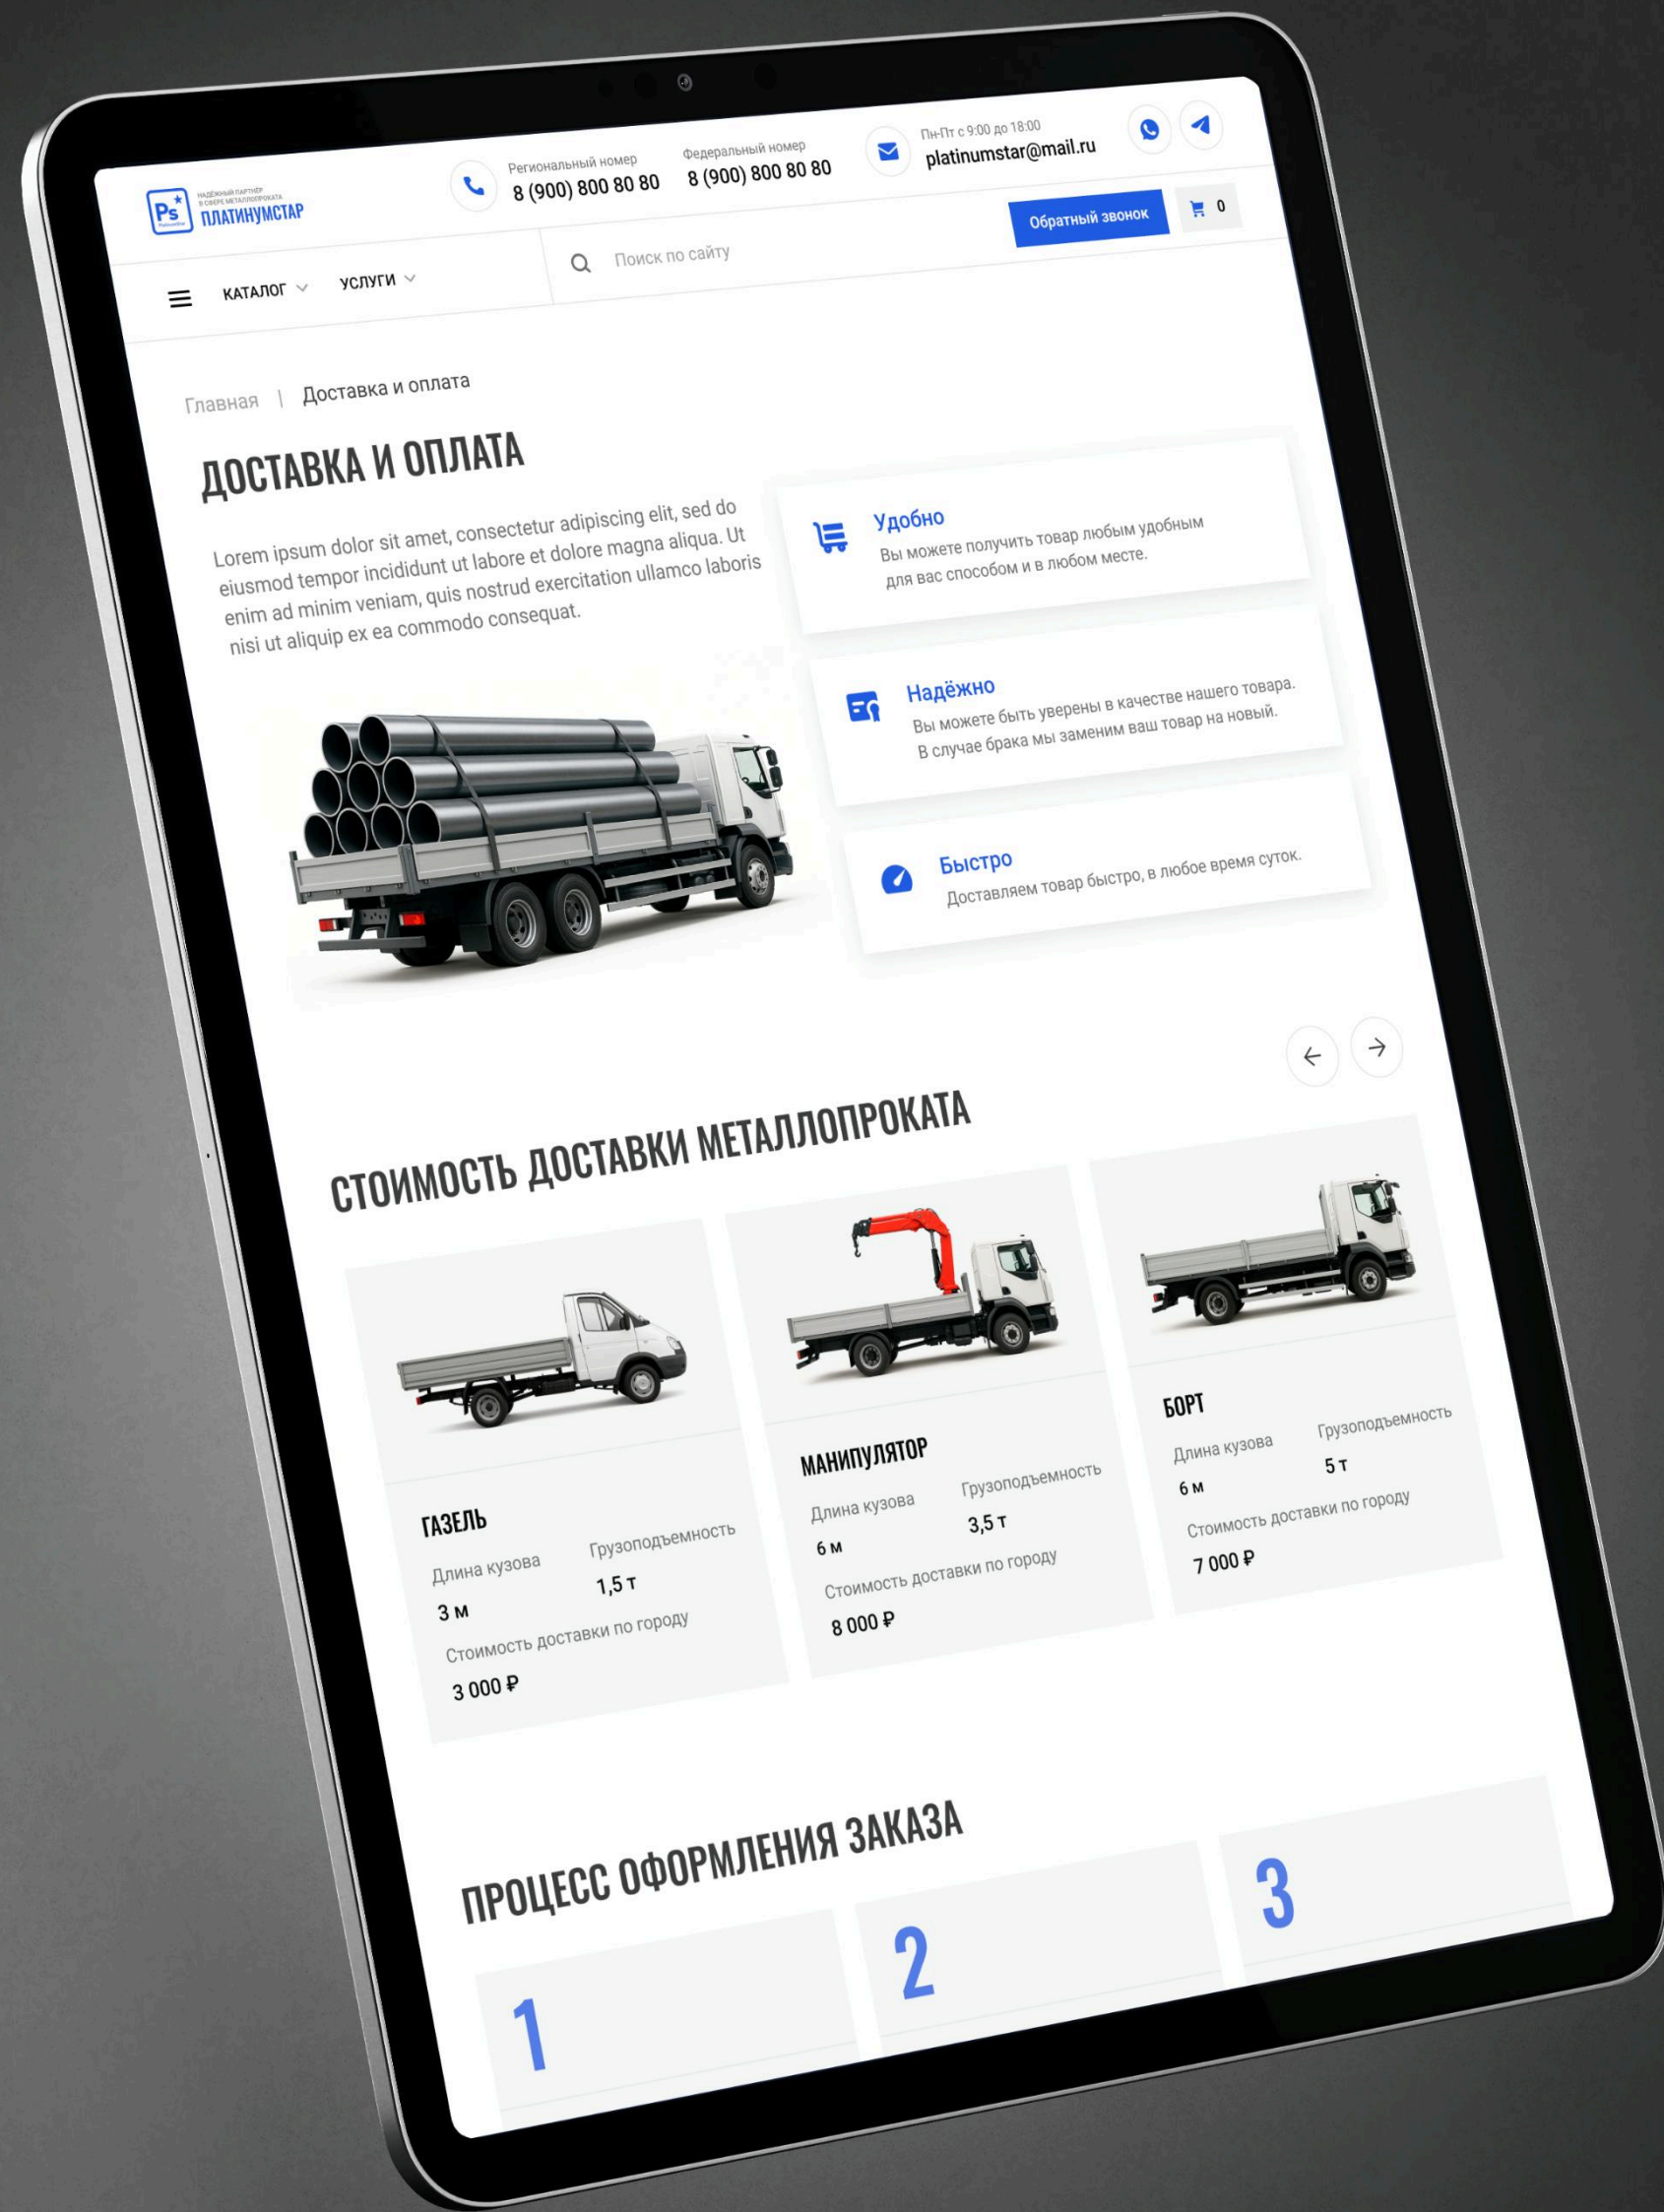 Ps
PlatinumStar
НАДЁЖНЫЙ ПАРТНЁР
В СФЕРЕ МЕТАЛЛОПРОКАТА
ПЛАТИНУМСТАР
Региональный номер
8 (900) 800 80 80
Федеральный номер
8 (900) 800 80 80
Пн-Пт с 9:00 до 18:00
platinumstar@mail.ru
КАТАЛОГ
УСЛУГИ
Поиск по сайту
Обратный звонок
0
Главная | Доставка и оплата
ДОСТАВКА И ОПЛАТА
Lorem ipsum dolor sit amet, consectetur adipiscing elit, sed do
eiusmod tempor incididunt ut labore et dolore magna aliqua. Ut
enim ad minim veniam, quis nostrud exercitation ullamco laboris
nisi ut aliquip ex ea commodo consequat.
Удобно
Вы можете получить товар любым удобным
для вас способом и в любом месте.
Надёжно
Вы можете быть уверены в качестве нашего товара.
В случае брака мы заменим ваш товар на новый.
Быстро
Доставляем товар быстро, в любое время суток.
СТОИМОСТЬ ДОСТАВКИ МЕТАЛЛОПРОКАТА
ГАЗЕЛЬ
Длина кузова
3 м
Грузоподъемность
1,5 т
Стоимость доставки по городу
3 000 ₽
МАНИПУЛЯТОР
Длина кузова
6 м
Грузоподъемность
3,5 т
Стоимость доставки по городу
8 000 ₽
БОРТ
Длина кузова
6 м
Грузоподъемность
5 т
Стоимость доставки по городу
7 000 ₽
ПРОЦЕСС ОФОРМЛЕНИЯ ЗАКАЗА
1
2
3